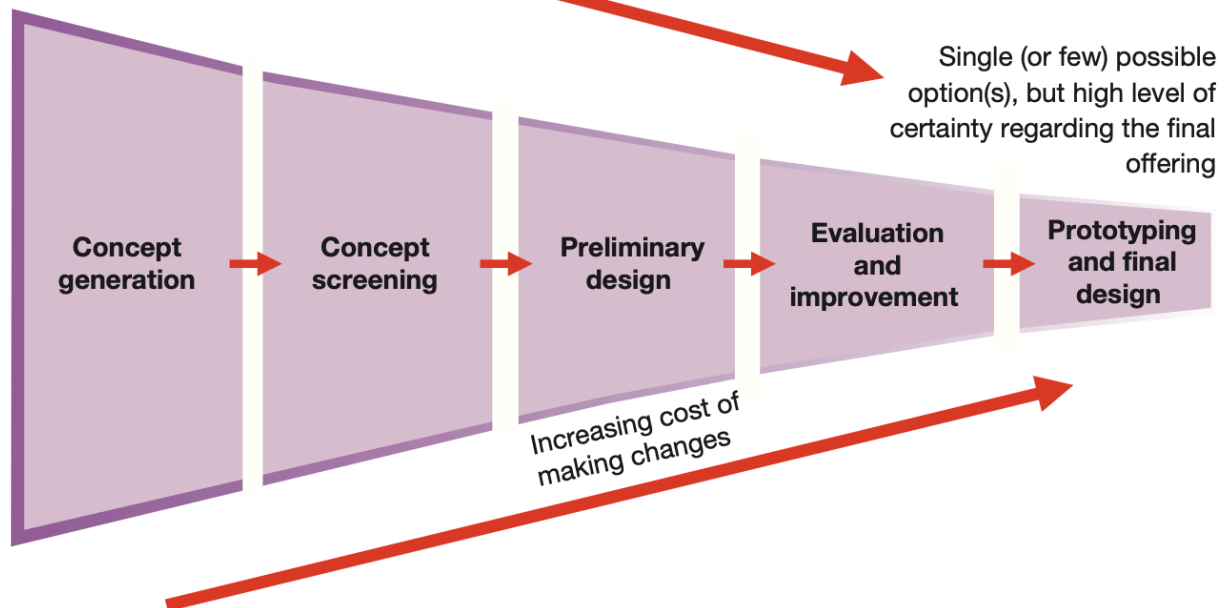 Single (or few) possible
option(s), but high level of
certainty regarding the final
offering
Concept
generation
Concept
screening
Preliminary
design
Evaluation
and
improvement
Prototyping
and final
design
Increasing cost of
making changes